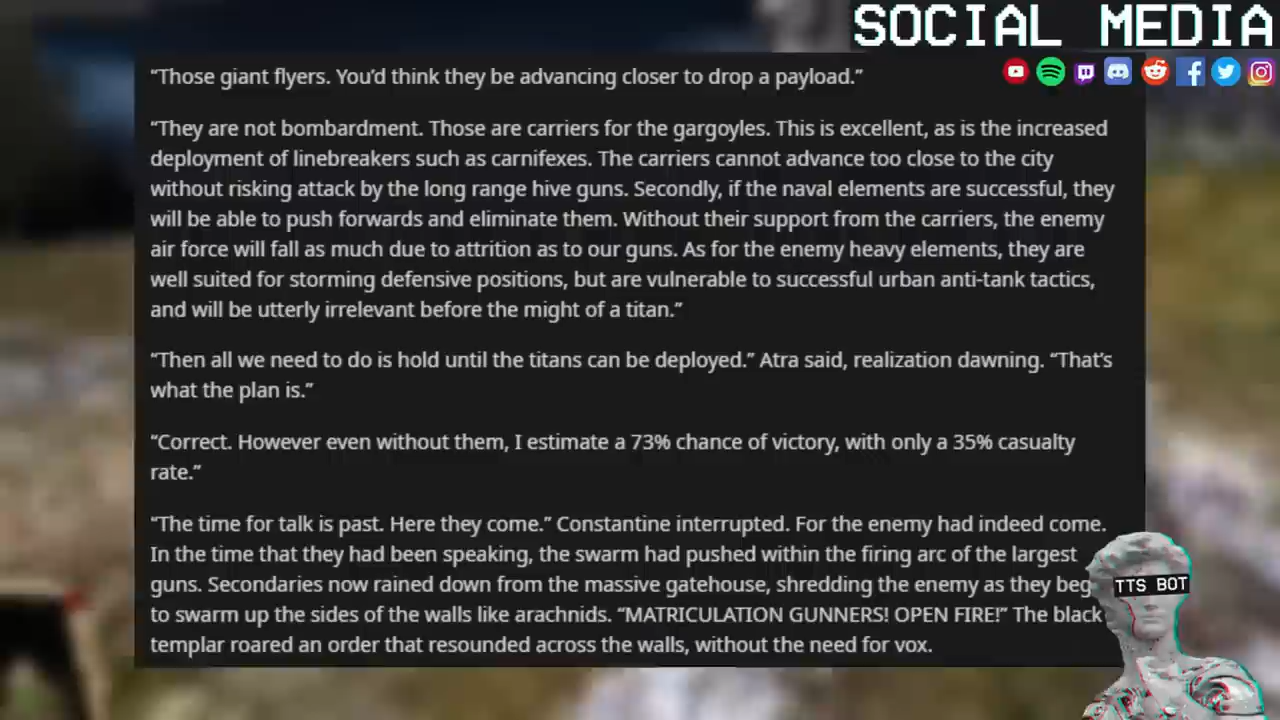 SOCIAL MEDIA
“Those giant flyers. You’d think they be advancing closer to drop a payload.”
“They are not bombardment. Those are carriers for the gargoyles. This is excellent, as is the increased
deployment of linebreakers such as carnifexes. The carriers cannot advance too close to the city
without risking attack by the long range hive guns. Secondly, if the naval elements are successful, they
will be able to push forwards and eliminate them. Without their support from the carriers, the enemy
air force will fall as much due to attrition as to our guns. As for the enemy heavy elements, they are
well suited for storming defensive positions, but are vulnerable to successful urban anti-tank tactics,
and will be utterly irrelevant before the might of a titan.”
“Then all we need to do is hold until the titans can be deployed.” Atra said, realization dawning. “That’s
what the plan is.”
“Correct. However even without them, I estimate a 73% chance of victory, with only a 35% casualty
rate.”
“The time for talk is past. Here they come.” Constantine interrupted. For the enemy had indeed come.
In the time that they had been speaking, the swarm had pushed within the firing arc of the largest
guns. Secondaries now rained down from the massive gatehouse, shredding the enemy as they beg
to swarm up the sides of the walls like arachnids. “MATRICULATION GUNNERS! OPEN FIRE!” The black
templar roared an order that resounded across the walls, without the need for vox.
TTS BOT